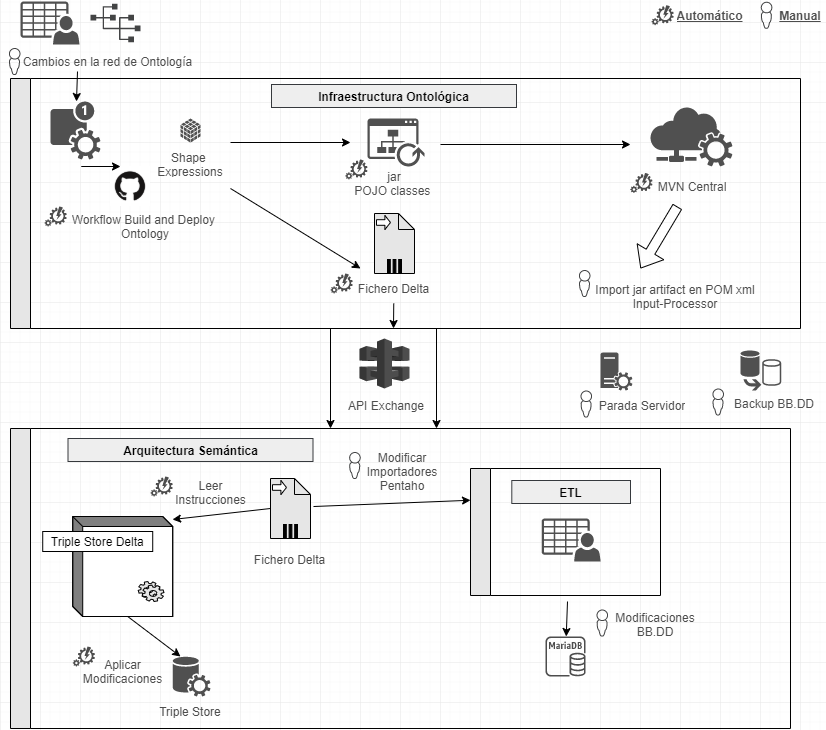 Automático
Manual
Cambios en la red de Ontología
Infraestructura Ontológica
1
Shape
Expressions
jar
POJO classes
MVN Central
Workflow Build and Deploy
Ontology
Fichero Delta
Import jar artifact en POM xml
Input-Processor
API Exchange
Parada Servidor
Backup BB.DD
Arquitectura Semántica
Leer
Instrucciones
Modificar
Importadores
Pentaho
ETL
Triple Store Delta
Fichero Delta
Modificaciones
BB.DD
MariaDB
Aplicar
Modificaciones
Triple Store